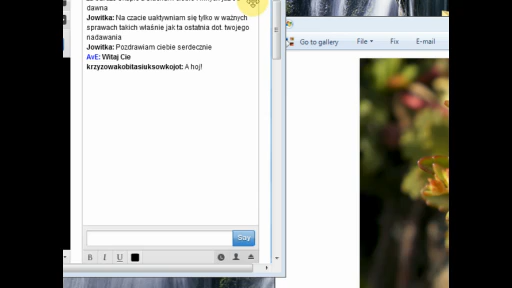 dawna
Jowitka: Na czacie uaktywniam się tylko w ważnych
sprawach takich właśnie jak ta ostatnia dot. twojego
nadawania
Jowitka: Pozdrawiam ciebie serdecznie
AvE: Witaj Cie
krzyzowakobitasiuksowkojot: A hoj!
Go to gallery File Fix E-mail
Say
B I U